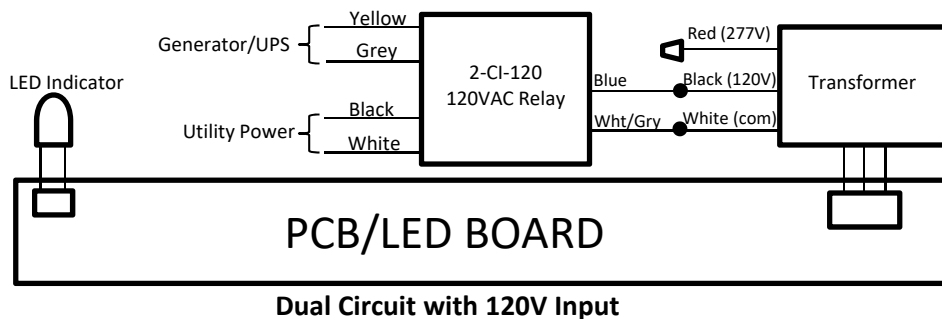 Yellow
Generator/UPS
Grey
Red (277V)
LED Indicator
2-CI-120
120VAC Relay
Blue
Black (120V)
Transformer
Black
Utility Power
White
Wht/Gry
White (com)
PCB/LED BOARD
Dual Circuit with 120V Input